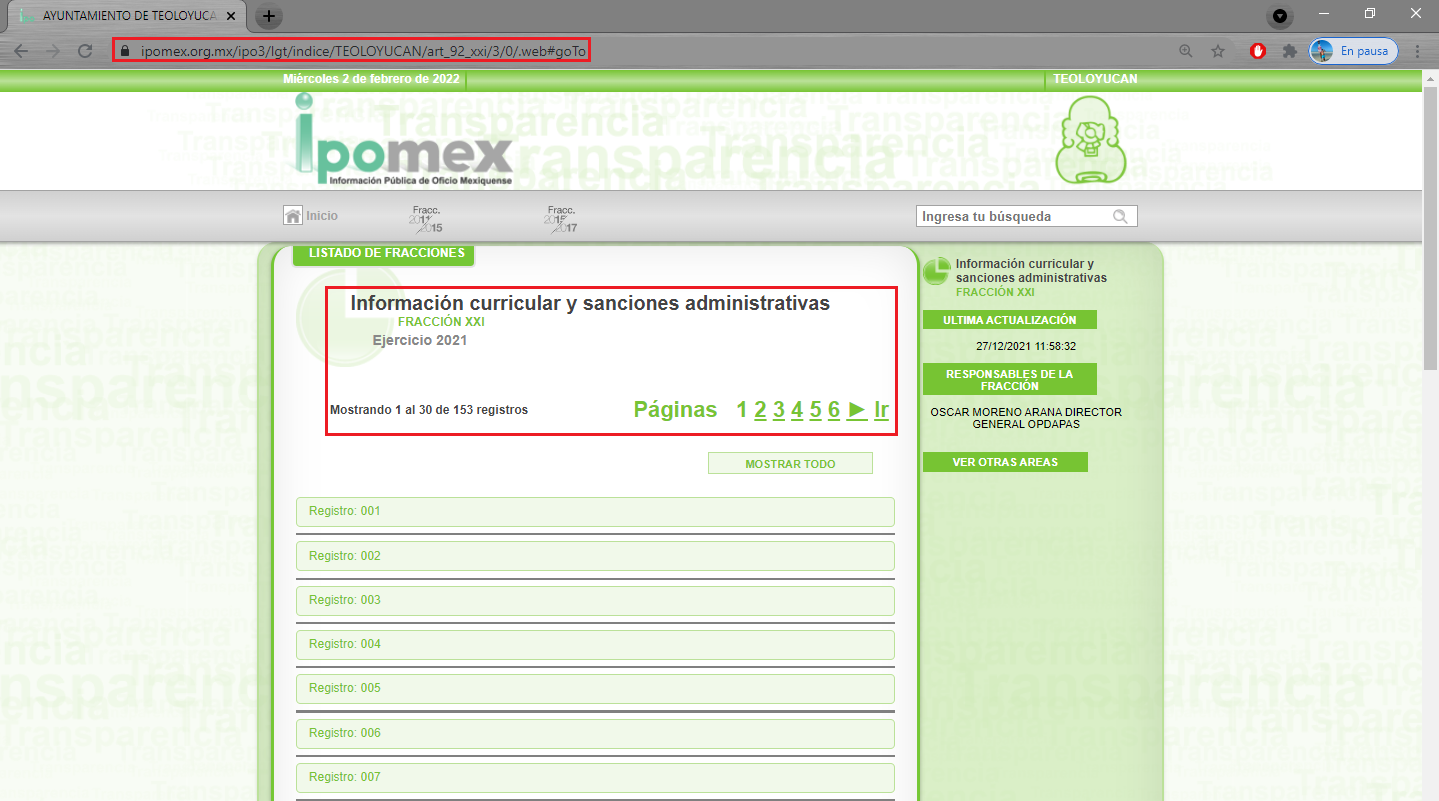 AYUNTAMIENTO DE TEOLOYUCA
ipomex.org.mx/ipo3/lgt/indice/TEOLOYUCAN/art_92_xxi/3/0/.web#goTo
En pausa
Miércoles 2 de febrero de 2022
TEOLOYUCAN
ipomex
Información Pública de Oficio Mexiquense
Inicio
Fracc.
2015
Fracc.
2017
Ingresa tu búsqueda
LISTADO DE FRACCIONES
Información curricular y sanciones administrativas
FRACCIÓN XXI
Ejercicio 2021
Mostrando 1 al 30 de 153 registros
Páginas 1 2 3 4 5 6 ► Ir
MOSTRAR TODO
Registro: 001
Registro: 002
Registro: 003
Registro: 004
Registro: 005
Registro: 006
Registro: 007
Información curricular y
sanciones administrativas
FRACCIÓN XXI
ULTIMA ACTUALIZACIÓN
27/12/2021 11:58:32
RESPONSABLES DE LA
FRACCIÓN
OSCAR MORENO ARANA DIRECTOR
GENERAL OPDAPAS
VER OTRAS AREAS